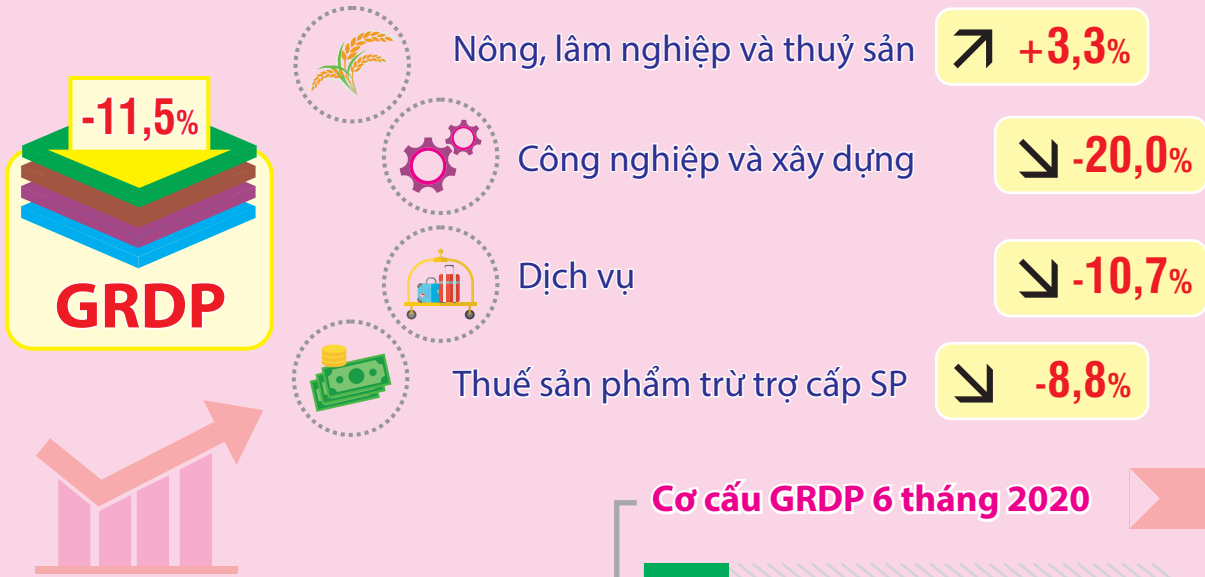 -11,5%
GRDP
Nông, lâm nghiệp và thuỷ sản +3,3%
Công nghiệp và xây dựng -20,0%
Dịch vụ -10,7%
Thuế sản phẩm trừ trợ cấp SP -8,8%
Cơ cấu GRDP 6 tháng 2020